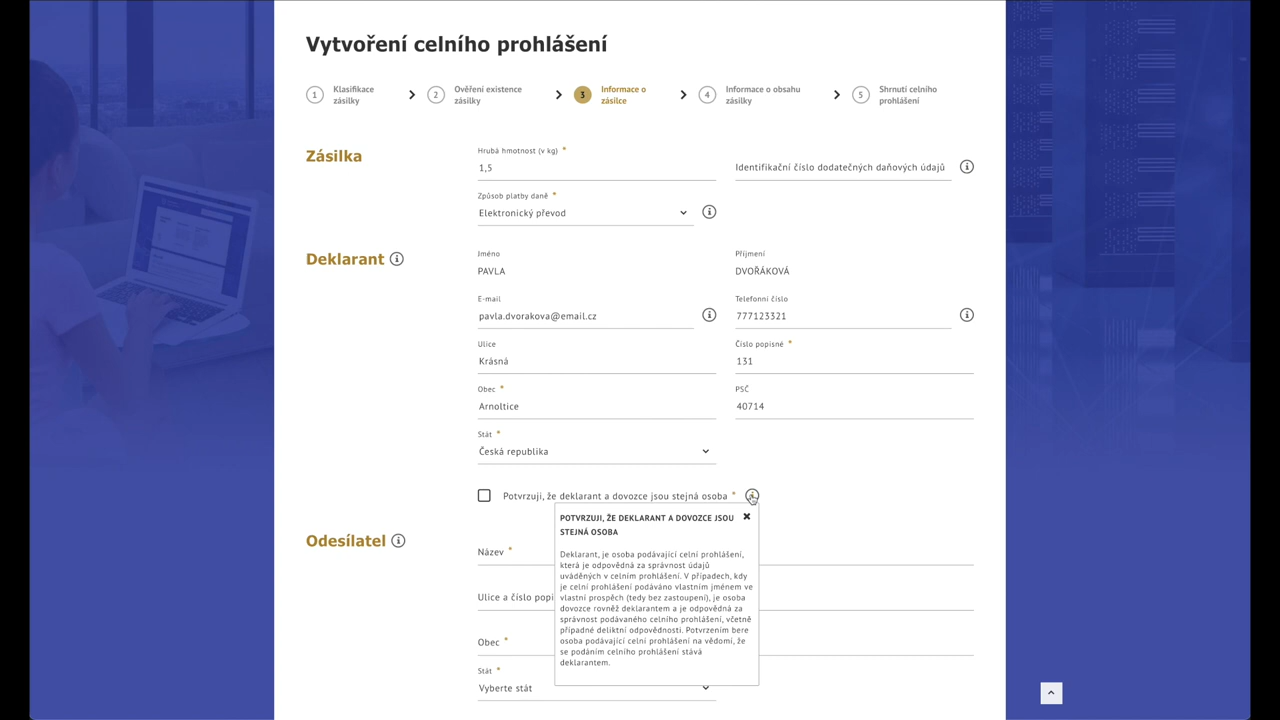 Vytvoření celního prohlášení
1 Klasifikace zásilky
2 Ověření existence zásilky
3 Informace o zásilce
4 Informace o obsahu zásilky
5 Shrnutí celního prohlášení
Zásilka
Hrubá hmotnost (v kg) *
1,5
Identifikační číslo dodatečných daňových údajů
Způsob platby daně *
Elektronický převod
Deklarant
Jméno
PAVLA
Příjmení
DVOŘÁKOVÁ
E-mail
pavla.dvorakova@email.cz
Telefonní číslo
777123321
Ulice
Krásná
Číslo popisné *
131
Obec *
Arnoltice
PSČ
40714
Stát *
Česká republika
Potvrzuji, že deklarant a dovozce jsou stejná osoba *
POTVRZUJI, ŽE DEKLARANT A DOVOZCE JSOU
STEJNÁ OSOBA
Deklarant, je osoba podávající celní prohlášení,
která je odpovědná za správnost údajů
uváděných v celním prohlášení. V případech, kdy
je celní prohlášení podáváno vlastním jménem ve
vlastní prospěch (tedy bez zastoupení), je osoba
dovozce rovněž deklarantem a je odpovědná za
správnost podávaného celního prohlášení, včetně
případné deliktní odpovědnosti. Potvrzením bere
osoba podávající celní prohlášení na vědomí, že
se podáním celního prohlášení stává
deklarantem.
Odesílatel
Název *
Ulice a číslo popi
Obec *
Stát *
Vyberte stát